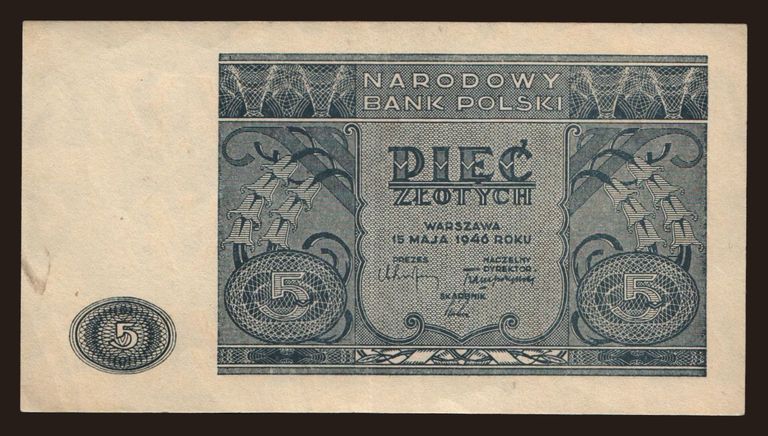 NARODOWY
BANK POLSKI
PIĘĆ
ZŁOTYCH
WARSZAWA
15 MAJA 1946 ROKU
PREZES
NACZELNY
DYREKTOR
SKARBNIK
5
5
5